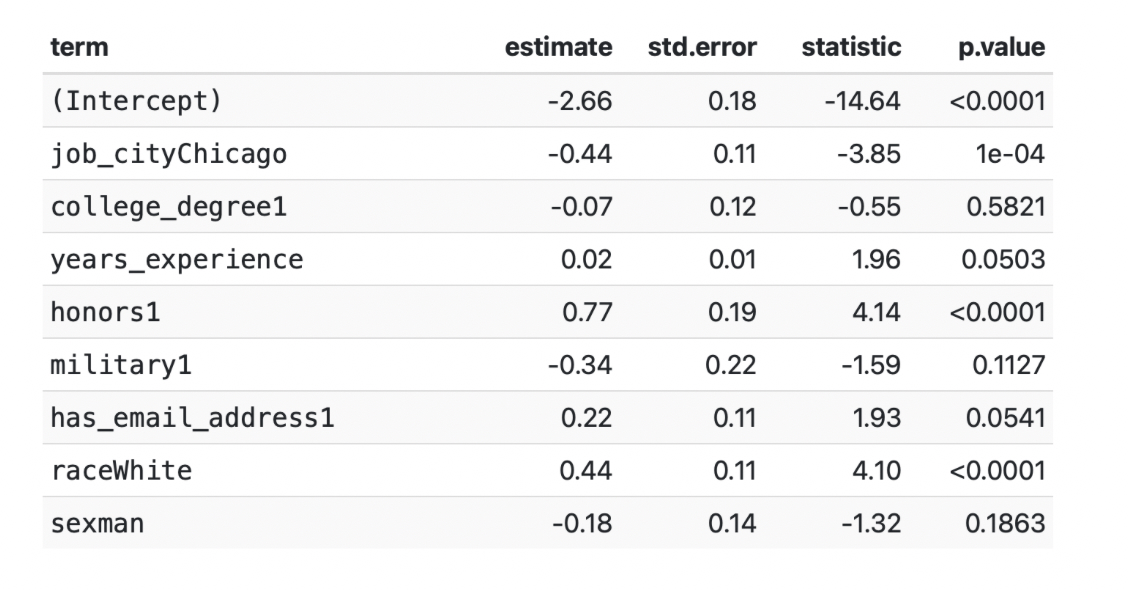 term estimate std.error statistic p.value
(Intercept) -2.66 0.18 -14.64 <0.0001
job_cityChicago -0.44 0.11 -3.85 1e-04
college_degree1 -0.07 0.12 -0.55 0.5821
years_experience 0.02 0.01 1.96 0.0503
honors1 0.77 0.19 4.14 <0.0001
military1 -0.34 0.22 -1.59 0.1127
has_email_address1 0.22 0.11 1.93 0.0541
raceWhite 0.44 0.11 4.10 <0.0001
sexman -0.18 0.14 -1.32 0.1863